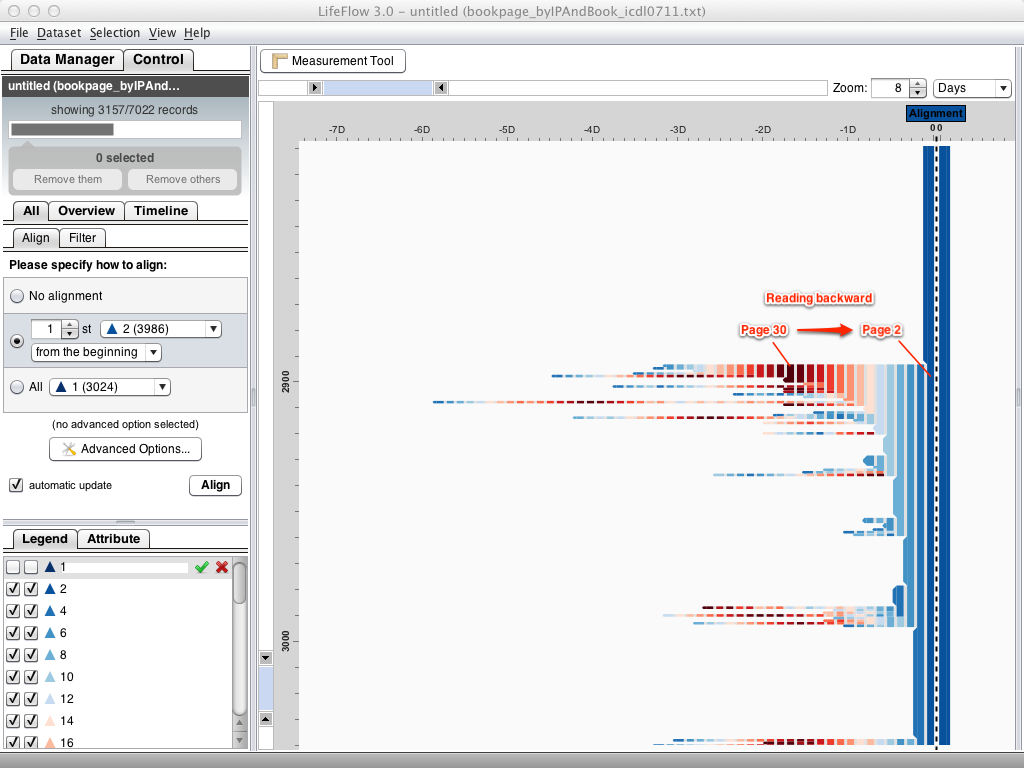 LifeFlow 3.0 – untitled (bookpage_byIPAndBook_icdl0711.txt)
File Dataset Selection View Help
Data Manager Control
Measurement Tool
untitled (bookpage_byIPAnd...
Zoom: 8 Days
showing 3157/7022 records
Alignment
-7D -6D -5D -4D -3D -2D -1D 0 0
0 selected
Remove them Remove others
All Overview Timeline
Align Filter
Please specify how to align:
No alignment
1 st 2 (3986)
from the beginning
All 1 (3024)
(no advanced option selected)
Advanced Options...
automatic update Align
Reading backward
Page 30 Page 2
2900
3000
Legend Attribute
1
2
4
6
8
10
12
14
16